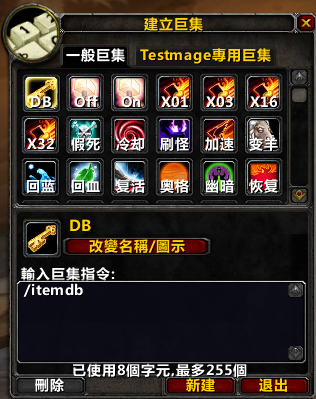 建立巨集
一般巨集 Testmage專用巨集
DB Off On X01 X03 X16
X32 假死 冷却 刷怪 加速 变羊
回蓝 回血 复活 奥格 幽暗 恢复
DB
改變名稱/圖示
輸入巨集指令:
/itemdb
已使用8個字元,最多255個
刪除 新建 退出